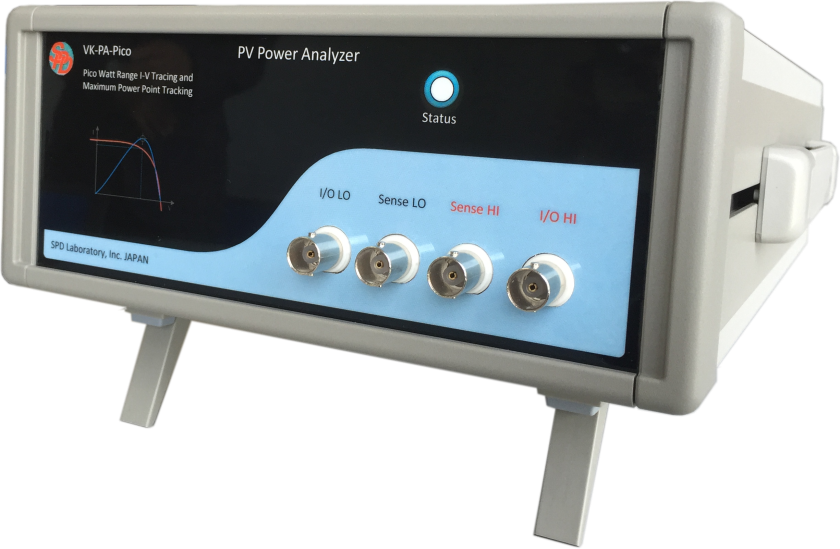 VK-PA-Pico
PV Power Analyzer
Pico Watt Range I-V Tracing and
Maximum Power Point Tracking
Status
I/O LO
Sense LO
Sense HI
I/O HI
SPD Laboratory, Inc. JAPAN